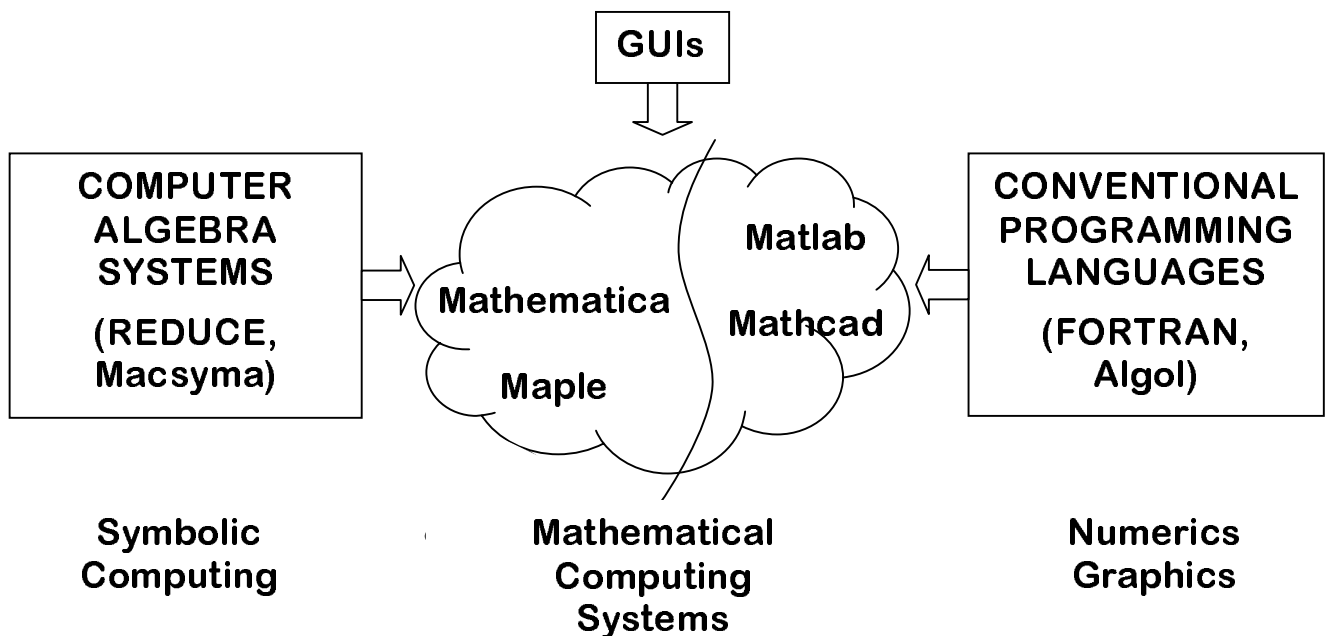 GUIs
COMPUTER
ALGEBRA
SYSTEMS
(REDUCE,
Macsyma)
Mathematica
Maple
Matlab
Mathcad
CONVENTIONAL
PROGRAMMING
LANGUAGES
(FORTRAN,
Algol)
Symbolic
Computing
Mathematical
Computing
Systems
Numerics
Graphics